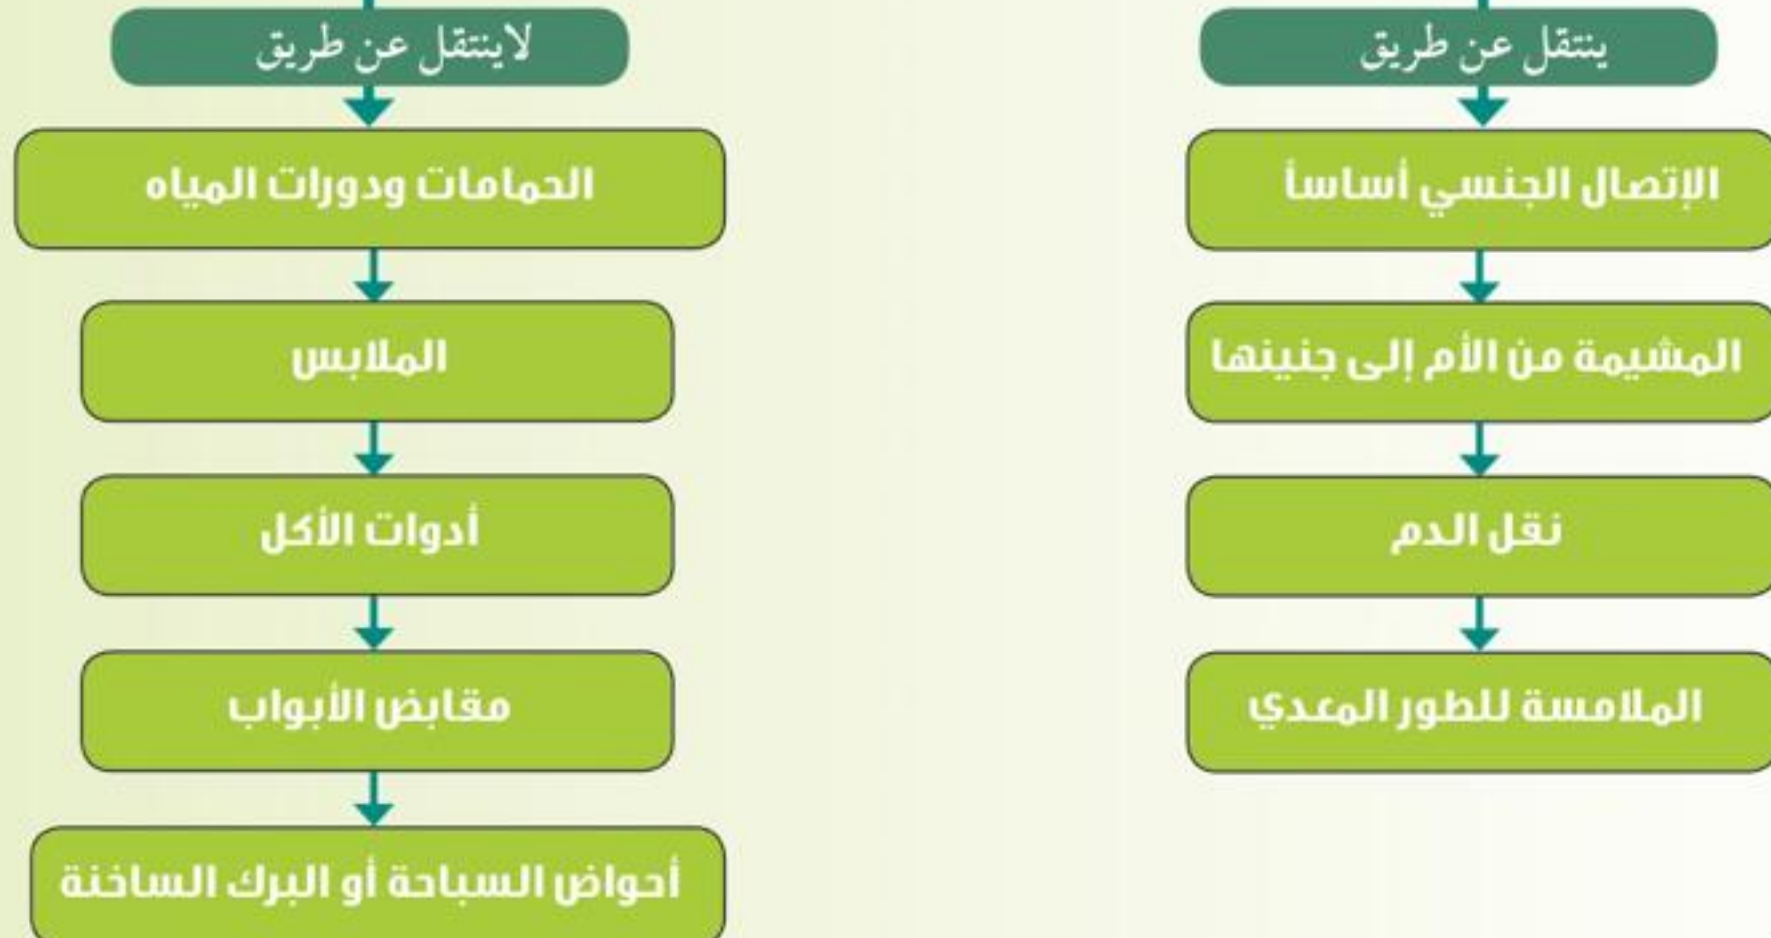 ينتقل عن طريق
الإتصال الجنسي أساساً
المشيمة من الأم إلى جنينها
نقل الدم
الملامسة للطور المعدي
لاينتقل عن طريق
الحمامات ودورات المياه
الملابس
أدوات الأكل
مقابض الأبواب
أحواض السباحة أو البرك الساخنة